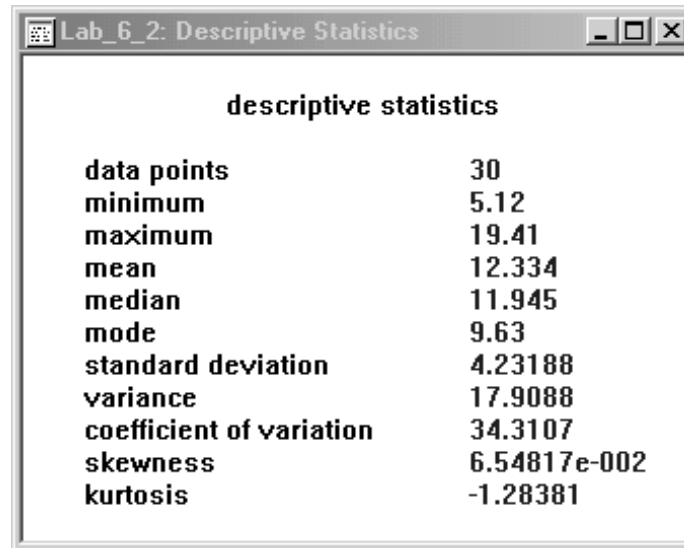 Lab_6_2: Descriptive Statistics
descriptive statistics
data points 30
minimum 5.12
maximum 19.41
mean 12.334
median 11.945
mode 9.63
standard deviation 4.23188
variance 17.9088
coefficient of variation 34.3107
skewness 6.54817e-002
kurtosis -1.28381